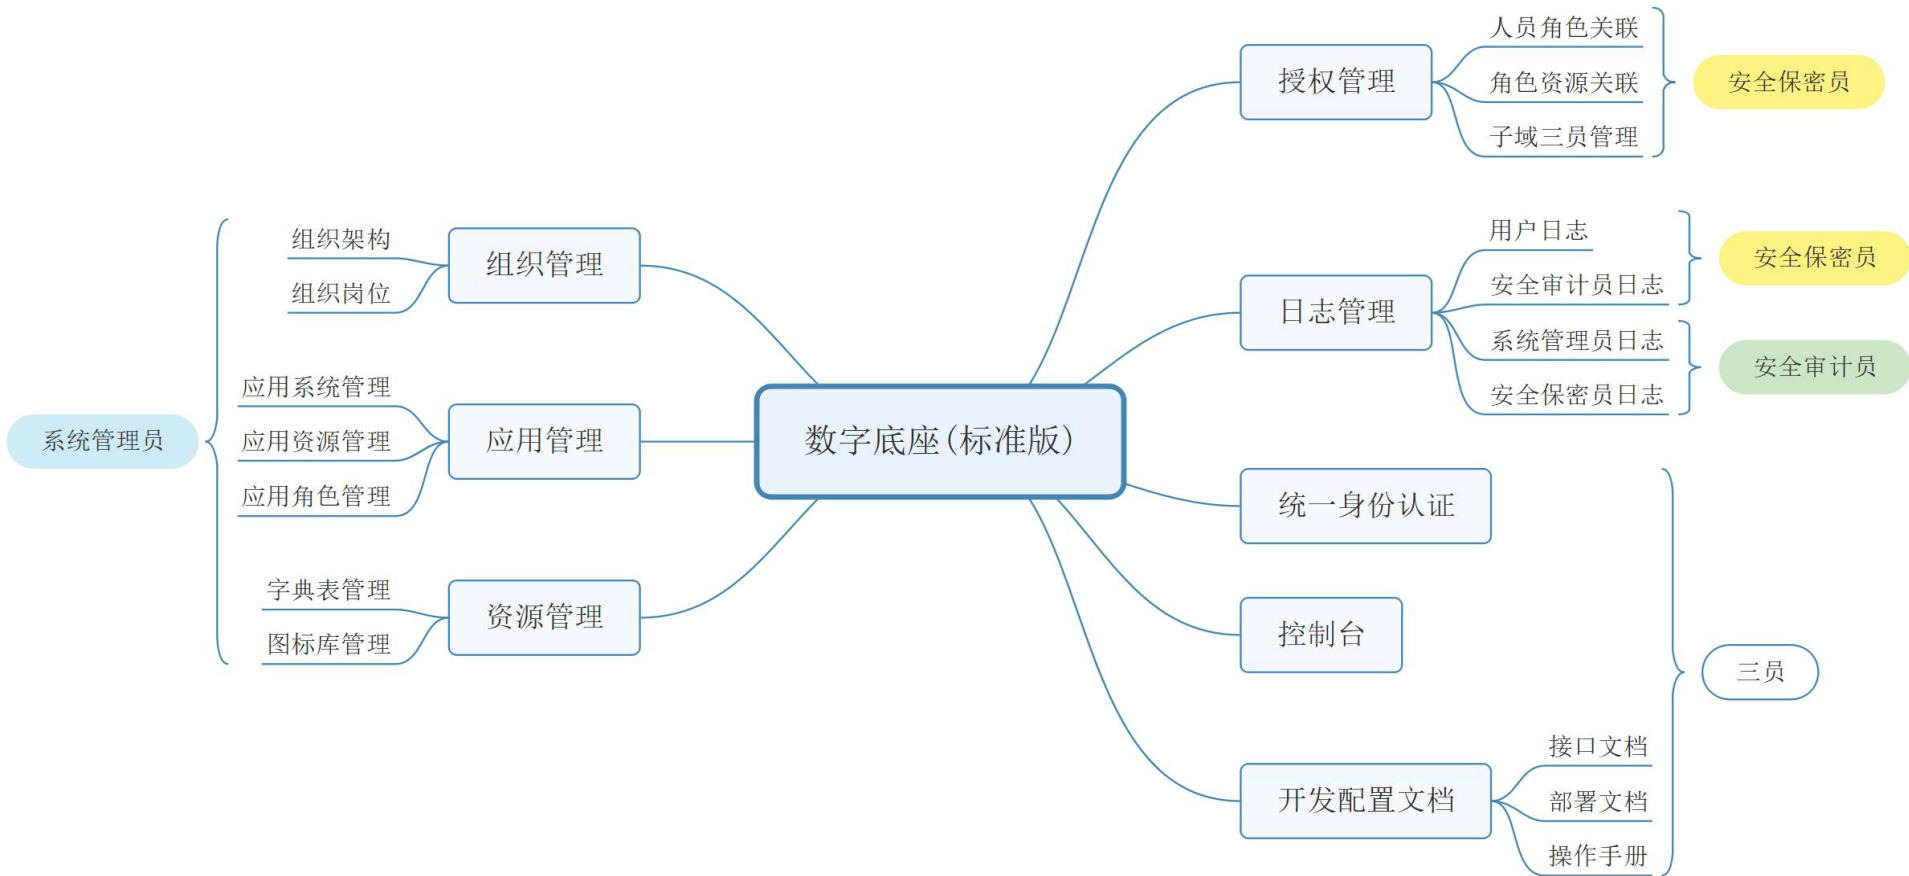 数字底座(标准版)
组织管理
组织架构
组织岗位
应用管理
应用系统管理
应用资源管理
应用角色管理
资源管理
字典表管理
图标库管理
系统管理员
授权管理
人员角色关联
角色资源关联
子域三员管理
安全保密员
日志管理
用户日志
安全审计员日志
安全保密员
系统管理员日志
安全保密员日志
安全审计员
统一身份认证
控制台
开发配置文档
接口文档
部署文档
操作手册
三员